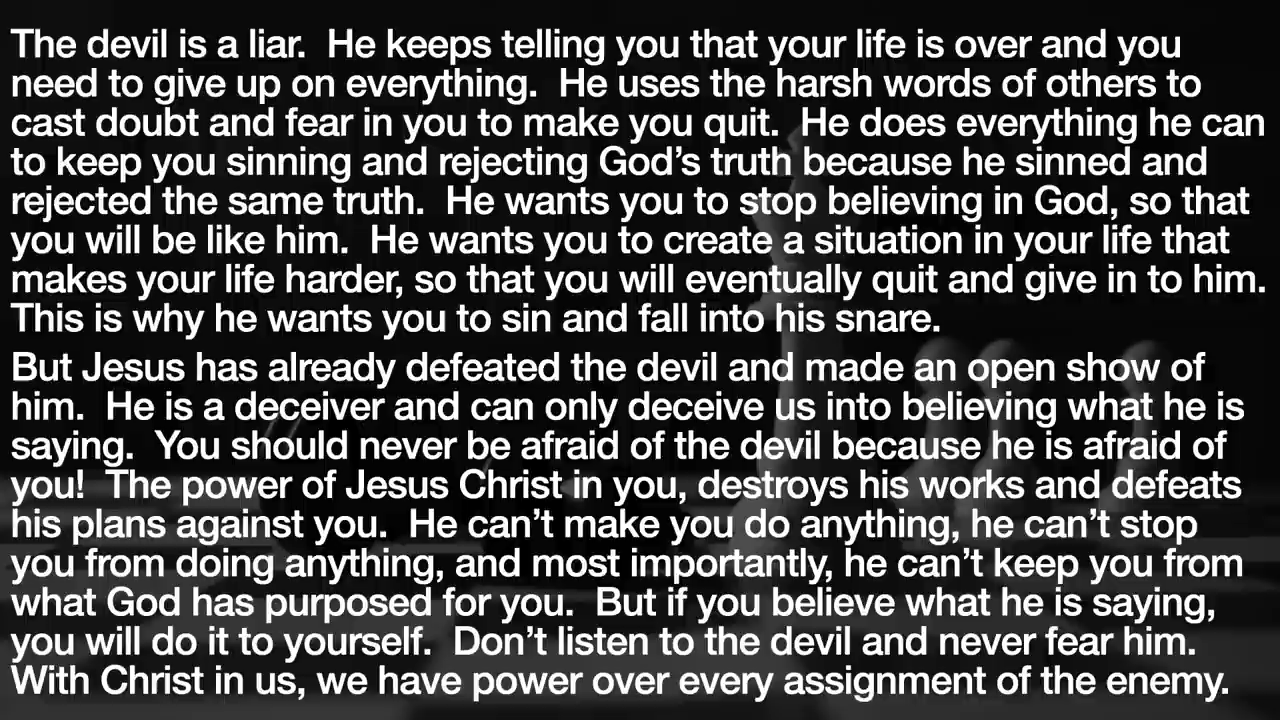 The devil is a liar.  He keeps telling you that your life is over and you
need to give up on everything.  He uses the harsh words of others to
cast doubt and fear in you to make you quit.  He does everything he can
to keep you sinning and rejecting God’s truth because he sinned and
rejected the same truth.  He wants you to stop believing in God, so that
you will be like him.  He wants you to create a situation in your life that
makes your life harder, so that you will eventually quit and give in to him.
This is why he wants you to sin and fall into his snare.
But Jesus has already defeated the devil and made an open show of
him.  He is a deceiver and can only deceive us into believing what he is
saying.  You should never be afraid of the devil because he is afraid of
you!  The power of Jesus Christ in you, destroys his works and defeats
his plans against you.  He can’t make you do anything, he can’t stop
you from doing anything, and most importantly, he can’t keep you from
what God has purposed for you.  But if you believe what he is saying,
you will do it to yourself.  Don’t listen to the devil and never fear him.
With Christ in us, we have power over every assignment of the enemy.